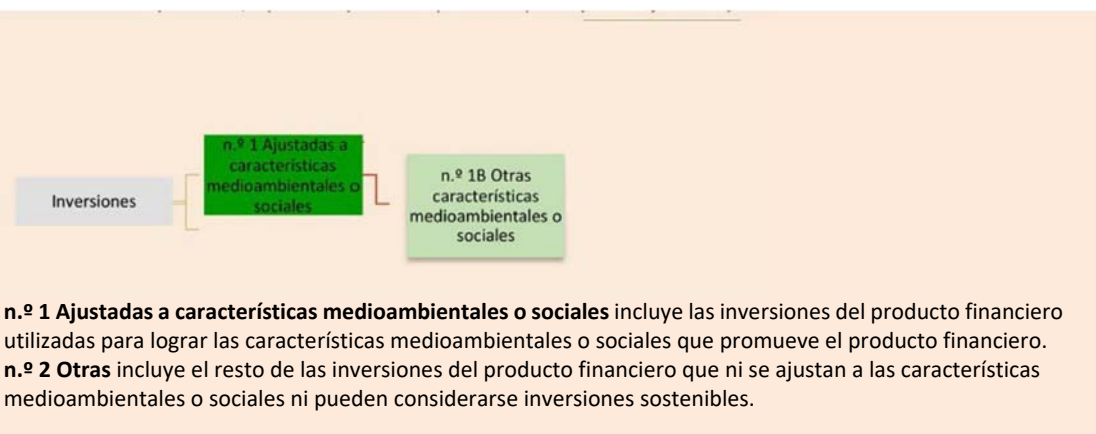 Inversiones
n.º 1 Ajustadas a
características
medioambientales o
sociales
n.º 1B Otras
características
medioambientales o
sociales
n.º 1 Ajustadas a características medioambientales o sociales incluye las inversiones del producto financiero
utilizadas para lograr las características medioambientales o sociales que promueve el producto financiero.
n.º 2 Otras incluye el resto de las inversiones del producto financiero que ni se ajustan a las características
medioambientales o sociales ni pueden considerarse inversiones sostenibles.